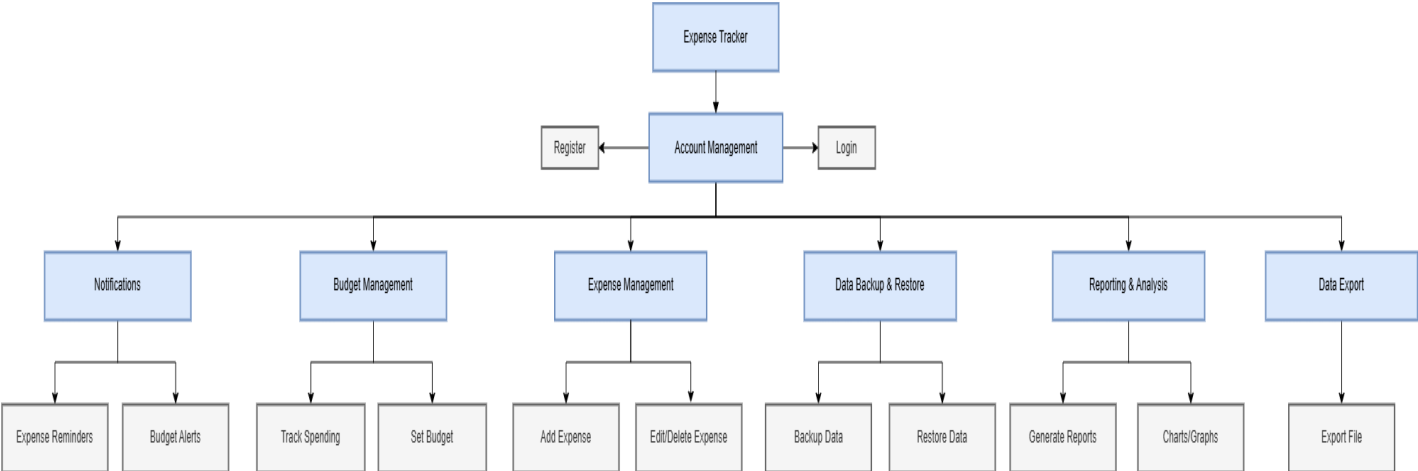 Expense Tracker
Register
Account Management
Login
Notifications
Budget Management
Expense Management
Data Backup & Restore
Reporting & Analysis
Data Export
Expense Reminders
Budget Alerts
Track Spending
Set Budget
Add Expense
Edit/Delete Expense
Backup Data
Restore Data
Generate Reports
Charts/Graphs
Export File